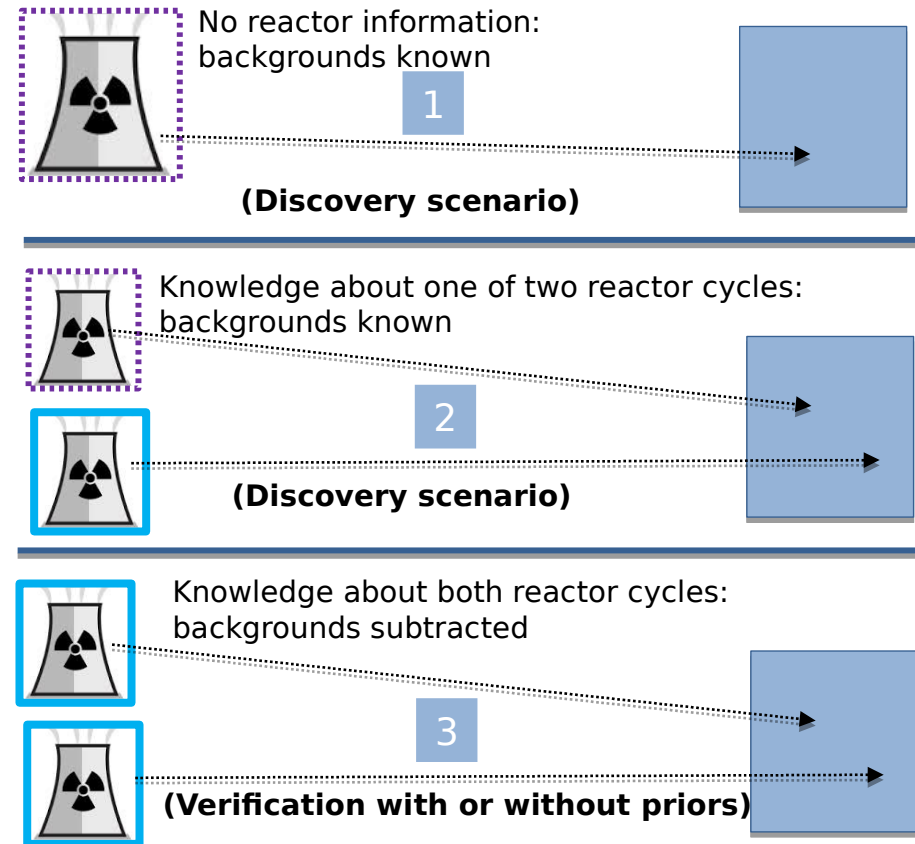 No reactor information:
backgrounds known
1
(Discovery scenario)
Knowledge about one of two reactor cycles:
backgrounds known
2
(Discovery scenario)
Knowledge about both reactor cycles:
backgrounds subtracted
3
(Verification with or without priors)